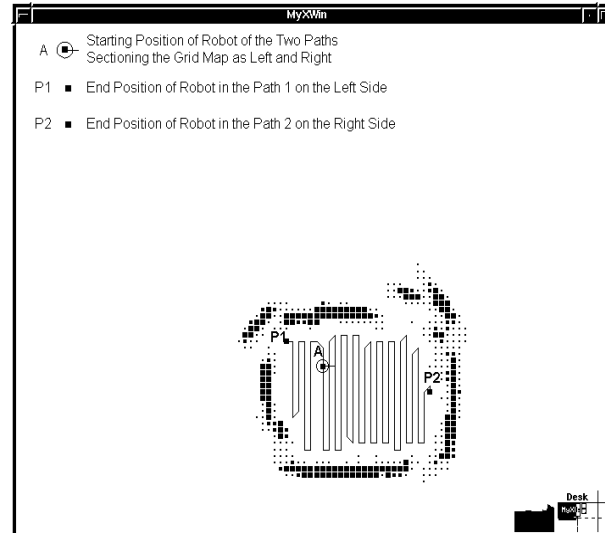 MyXWin
A Starting Position of Robot of the Two Paths
Sectioning the Grid Map as Left and Right
P1 End Position of Robot in the Path 1 on the Left Side
P2 End Position of Robot in the Path 2 on the Right Side
P1
A
P2
Desk